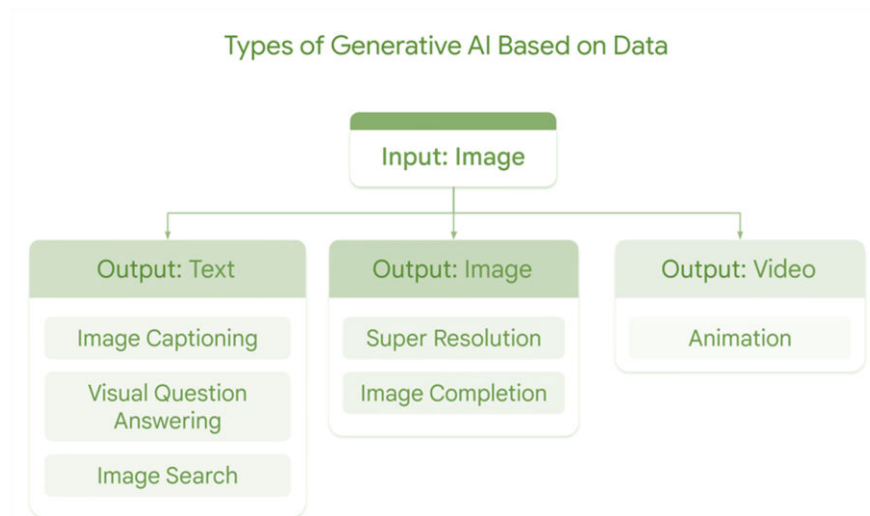 Types of Generative AI Based on Data
Input: Image
Output: Text
Image Captioning
Visual Question
Answering
Image Search
Output: Image
Super Resolution
Image Completion
Output: Video
Animation